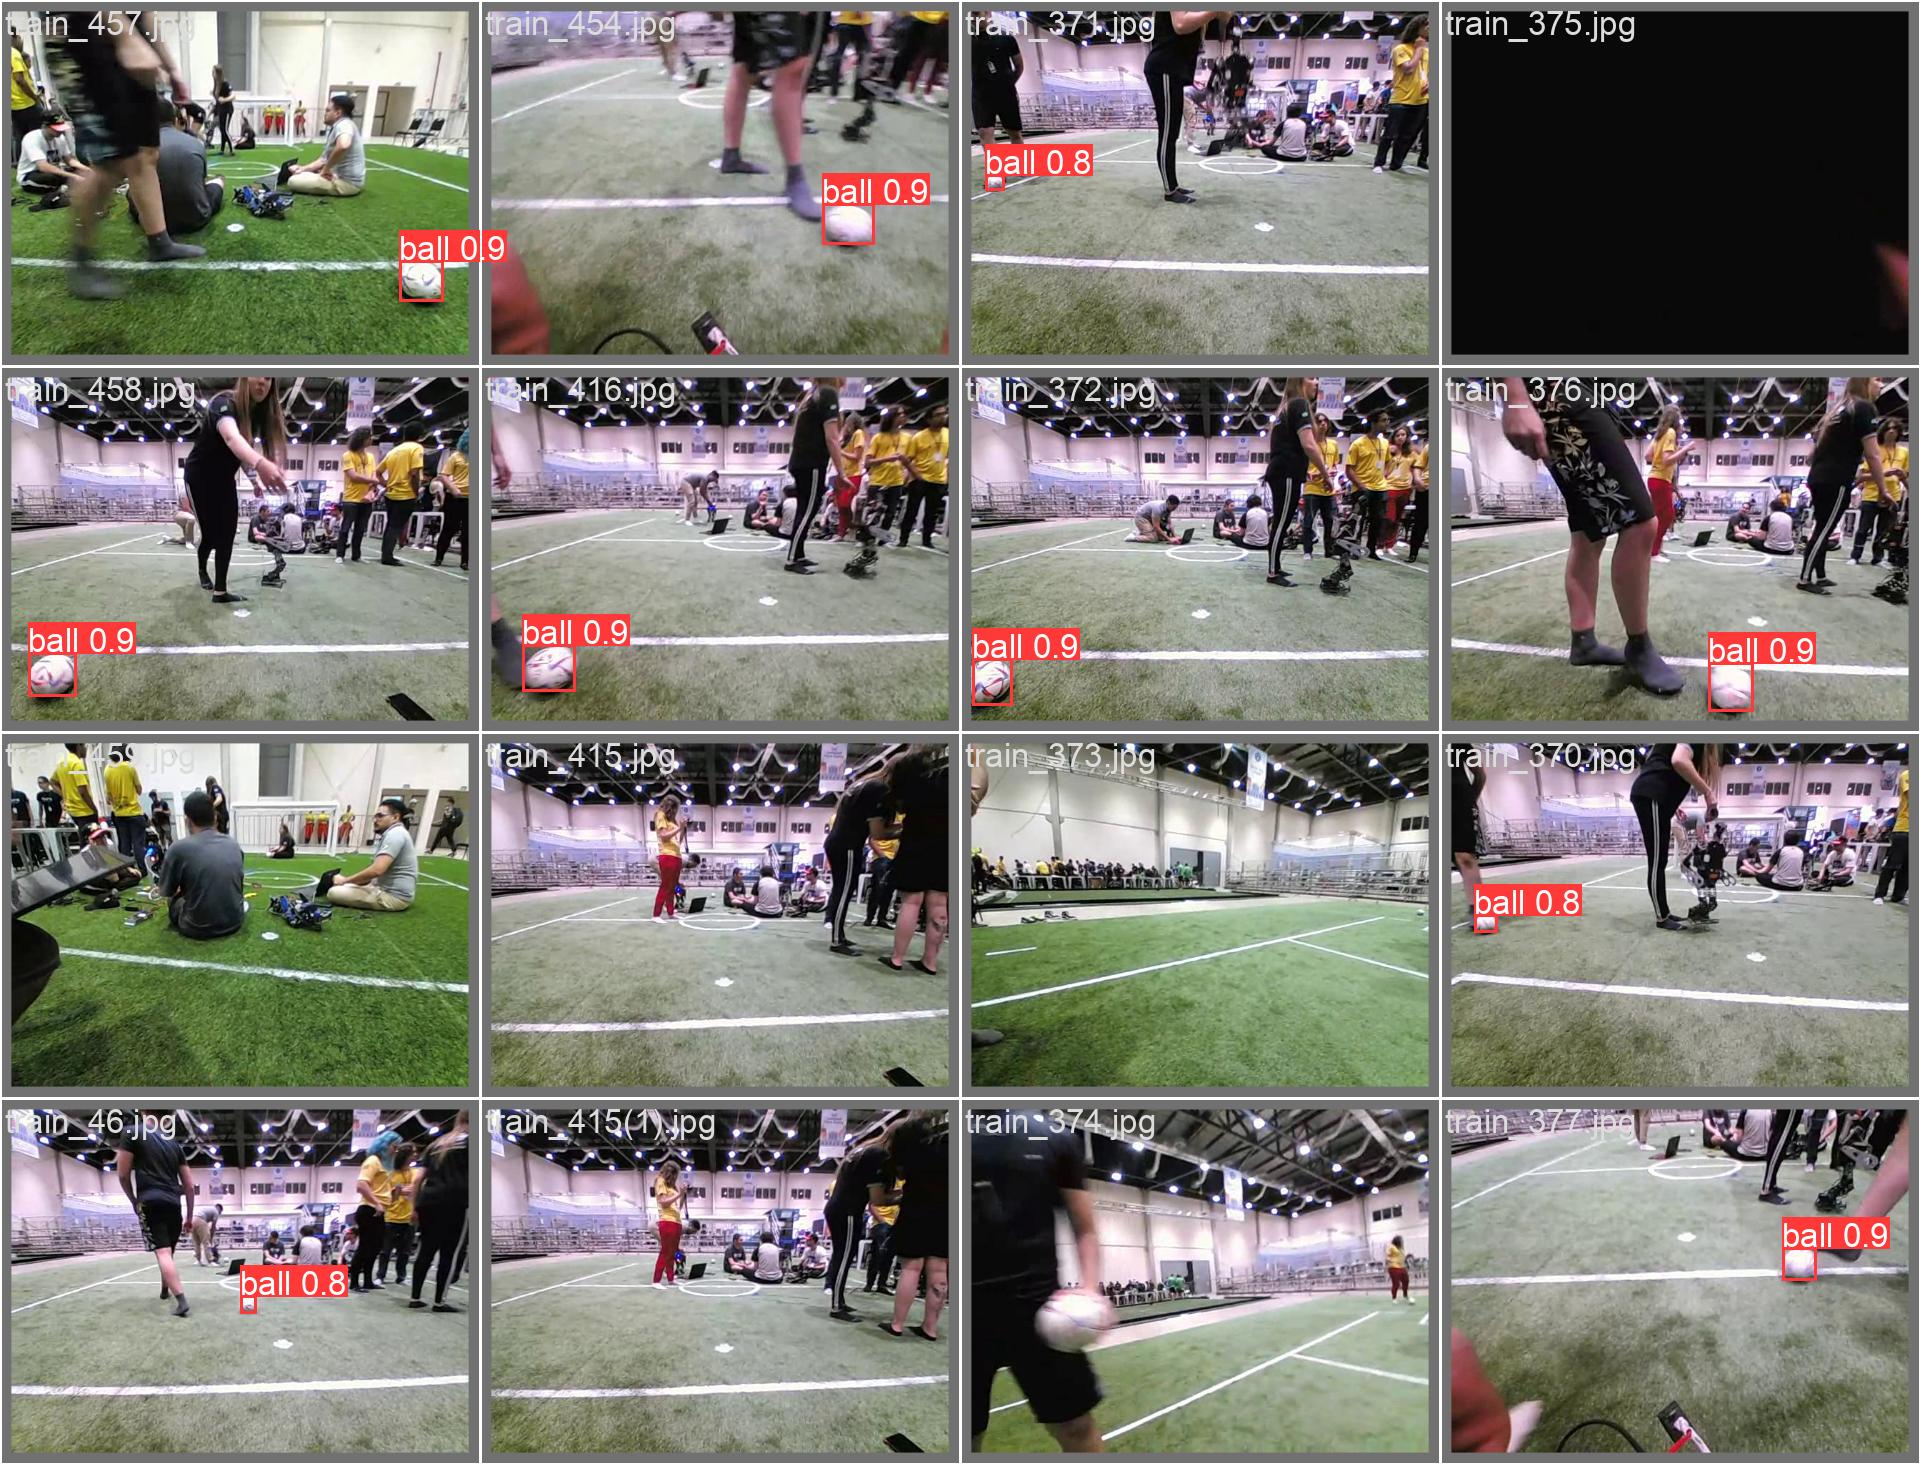 train_457.jpg
train_454.jpg
train_371.jpg
train_375.jpg
ball 0.8
ball 0.9
ball 0.9
train_458.jpg
train_416.jpg
train_372.jpg
train_376.jpg
ball 0.9
ball 0.9
ball 0.9
ball 0.9
train_459.jpg
train_415.jpg
train_373.jpg
train_370.jpg
ball 0.8
train_46.jpg
train_415(1).jpg
train_374.jpg
train_377.jpg
ball 0.9
ball 0.8